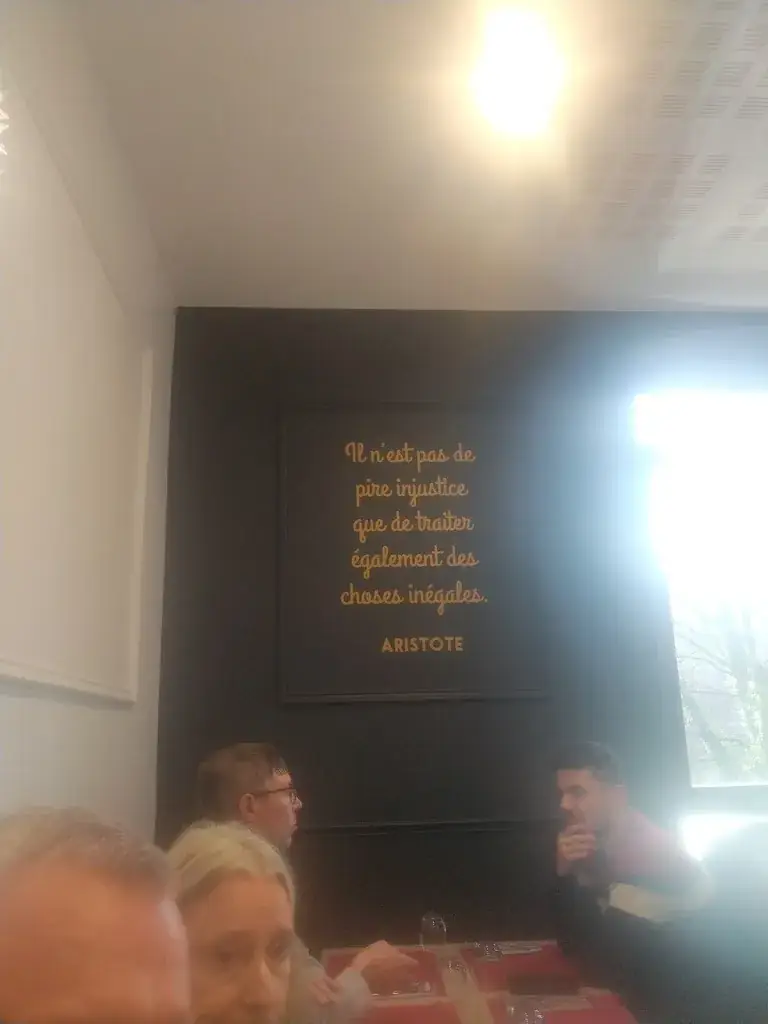 Il n'est pas de
pire injustice
que de traiter
également des
choses inégales.
ARISTOTE